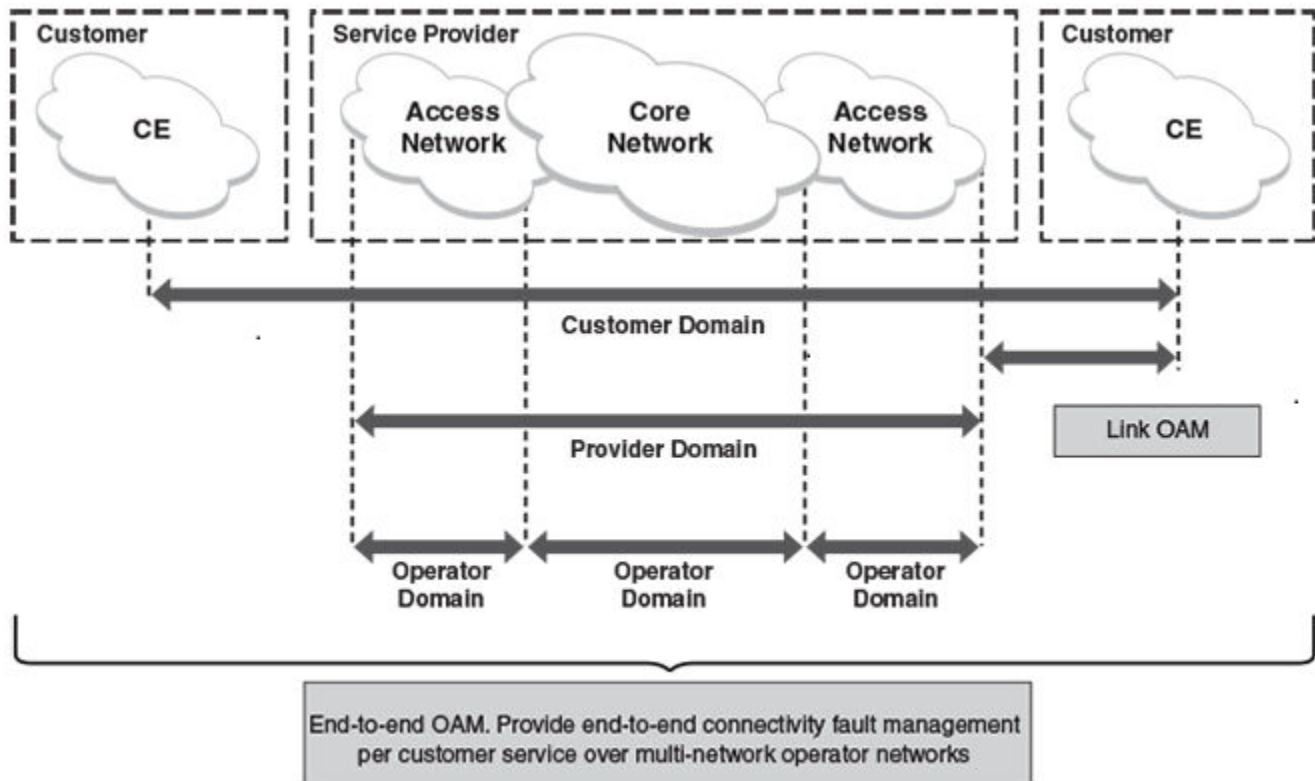 Customer
Service Provider
Customer
CE
Access
Network
Core
Network
Access
Network
CE
Customer Domain
Provider Domain
Link OAM
Operator
Domain
Operator
Domain
Operator
Domain
End-to-end OAM. Provide end-to-end connectivity fault management
per customer service over multi-network operator networks